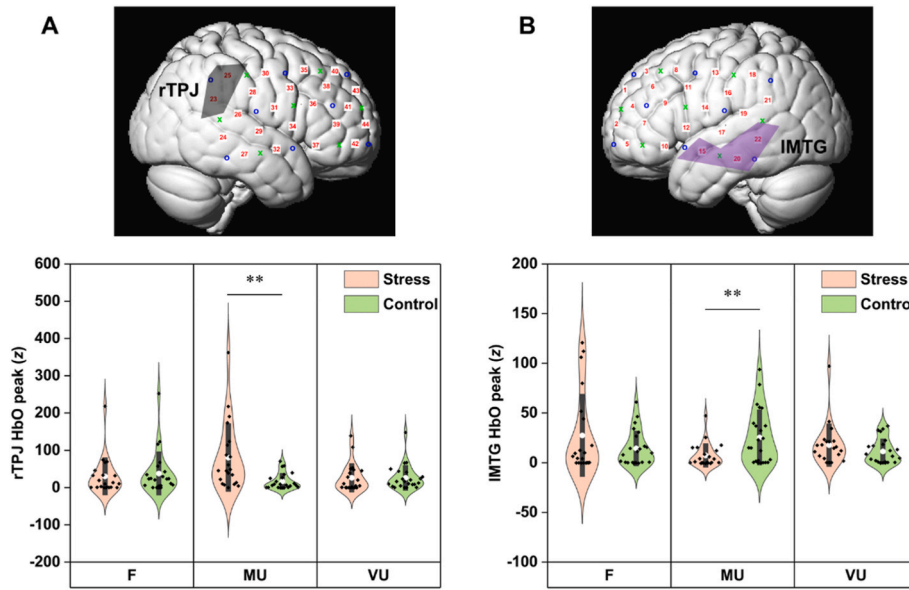 A
rTPJ
25 30 35 40
23 28 33 38 43
26 31 36 41
24 29 34 39 44
27 32 37 42
600
500
400
300
200
100
0
-100
-200
rTPJ HbO peak (z)
**
Stress
Control
F MU VU
B
lMTG
3 8 13 18
1 6 11 16 21
4 9 14 19
2 7 12 17 22
5 10 15 20
200
150
100
50
0
-50
-100
lMTG HbO peak (z)
**
Stress
Control
F MU VU